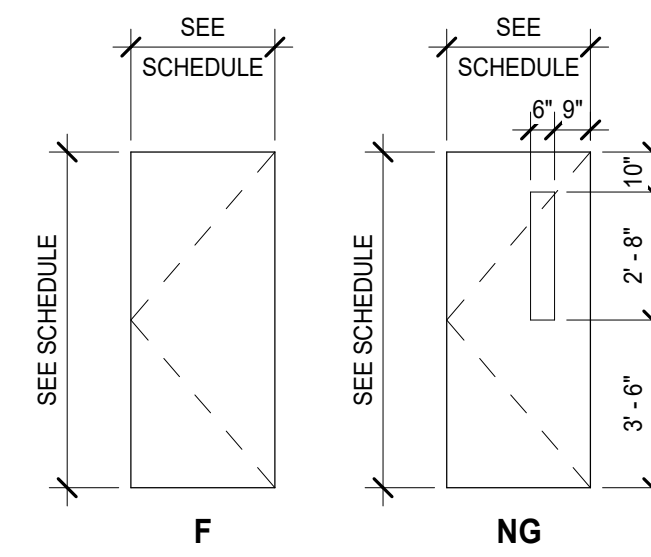 SEE
SCHEDULE
SEE SCHEDULE
F
SEE
SCHEDULE
6" 9"
SEE SCHEDULE
10"
2' - 8"
3' - 6"
NG